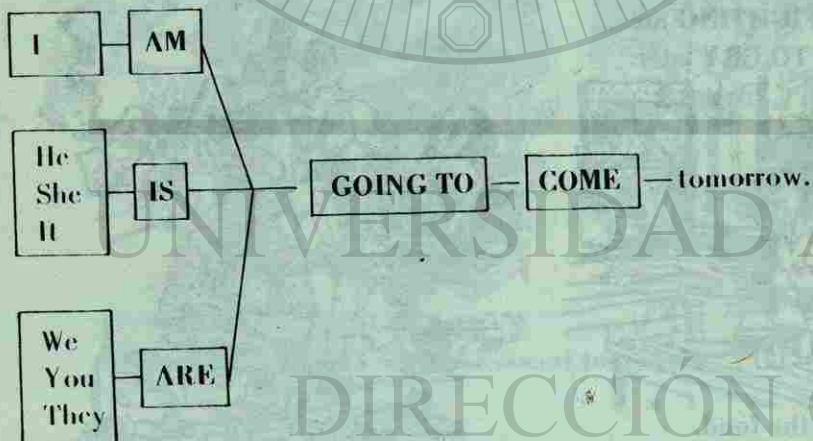 I AM
He
She
It
IS
GOING TO COME tomorrow.
We
You
They
ARE
UNIVERSIDAD A
DIRECCIÓN